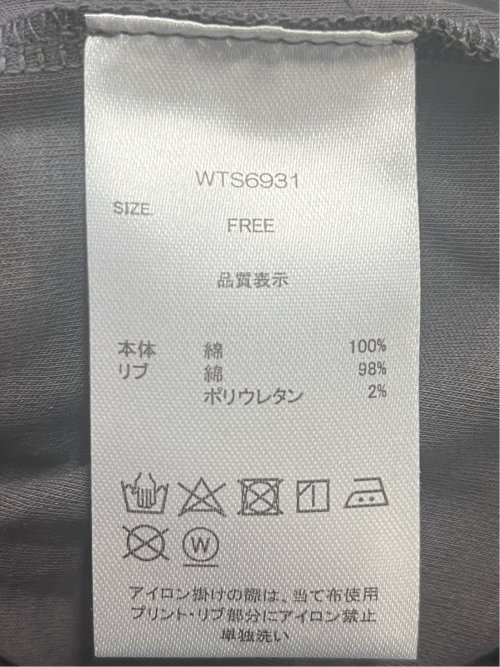 WTS6931
SIZE.
FREE
品質表示
本体 綿 100%
リブ 綿 98%
ポリウレタン 2%
W
アイロン掛けの際は、当て布使用
プリント・リブ部分にアイロン禁止
単独洗い